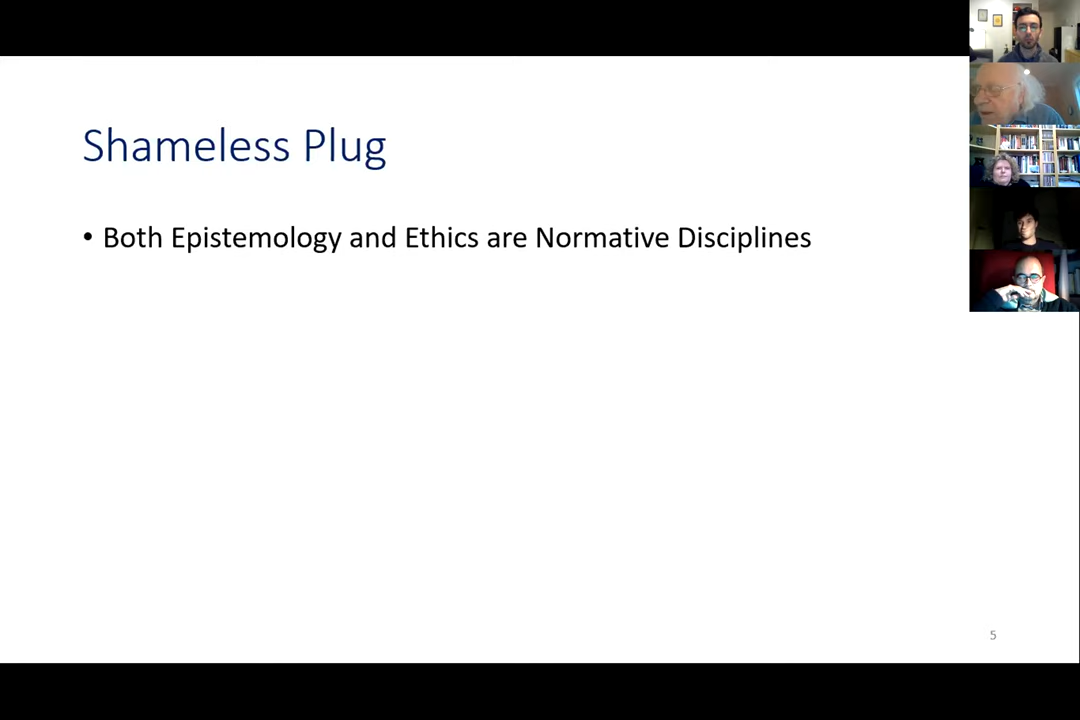 Shameless Plug
• Both Epistemology and Ethics are Normative Disciplines
5